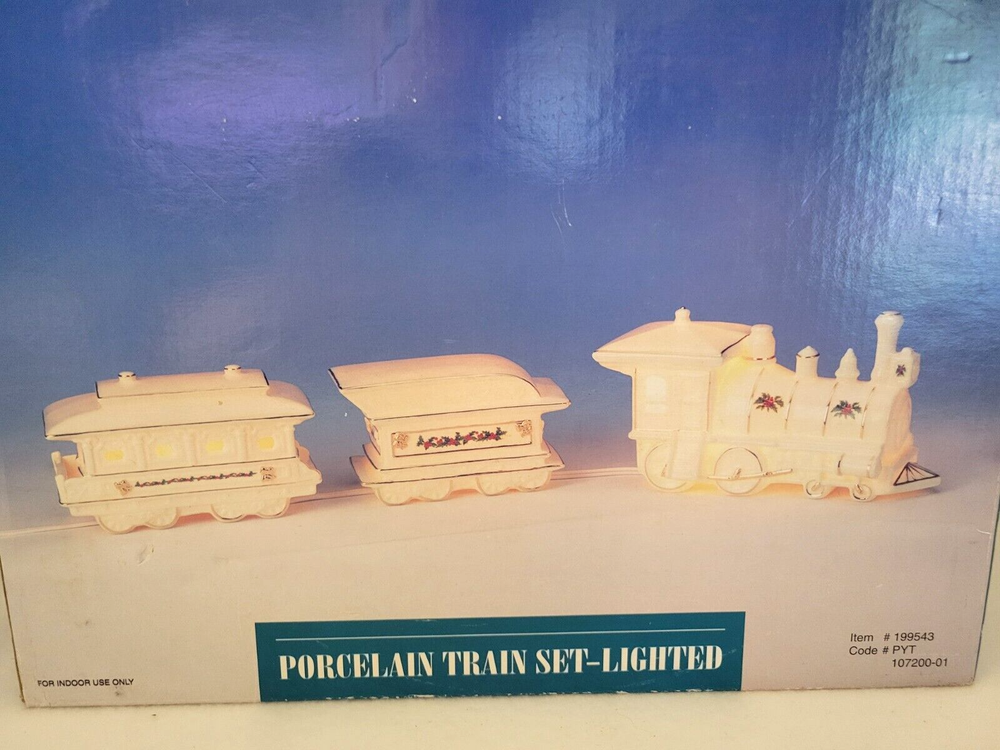 PORCELAIN TRAIN SET–LIGHTED
Item # 199543
Code # PYT
107200-01
FOR INDOOR USE ONLY